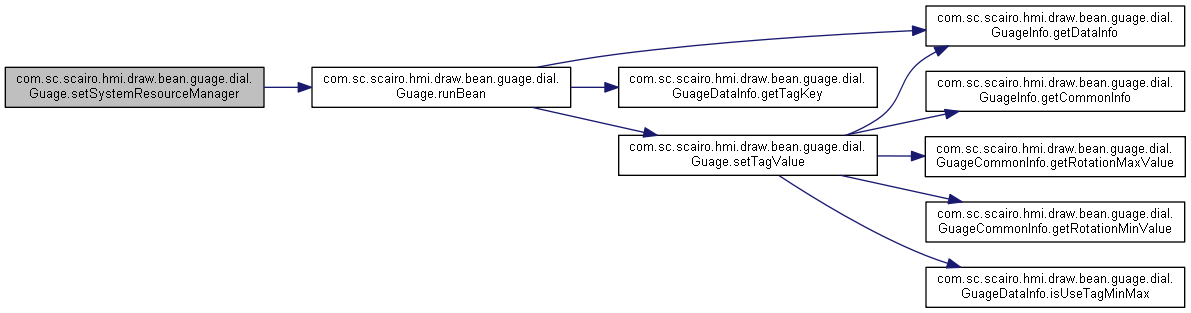 com.sc.scairo.hmi.draw.bean.guage.dial.
Guage.setSystemResourceManager
com.sc.scairo.hmi.draw.bean.guage.dial.
Guage.runBean
com.sc.scairo.hmi.draw.bean.guage.dial.
GuageDataInfo.getTagKey
com.sc.scairo.hmi.draw.bean.guage.dial.
Guage.setTagValue
com.sc.scairo.hmi.draw.bean.guage.dial.
GuageInfo.getDataInfo
com.sc.scairo.hmi.draw.bean.guage.dial.
GuageInfo.getCommonInfo
com.sc.scairo.hmi.draw.bean.guage.dial.
GuageCommonInfo.getRotationMaxValue
com.sc.scairo.hmi.draw.bean.guage.dial.
GuageCommonInfo.getRotationMinValue
com.sc.scairo.hmi.draw.bean.guage.dial.
GuageDataInfo.isUseTagMinMax